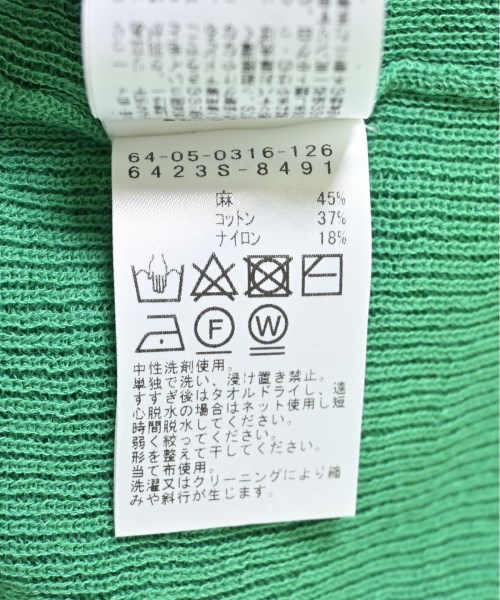 64-05-0316-126
6423S-8491
麻 45%
コットン 37%
ナイロン 18%
F W
中性洗剤使用。
単独で洗い、浸け置き禁止。
すすぎ後はタオルドライし、遠
心脱水の場合はネット使用し短
時間脱水してください。
弱く絞ってください。
形を整えて干してください。
当て布使用。
洗濯又はクリーニングにより縮
みや斜行が生じます。